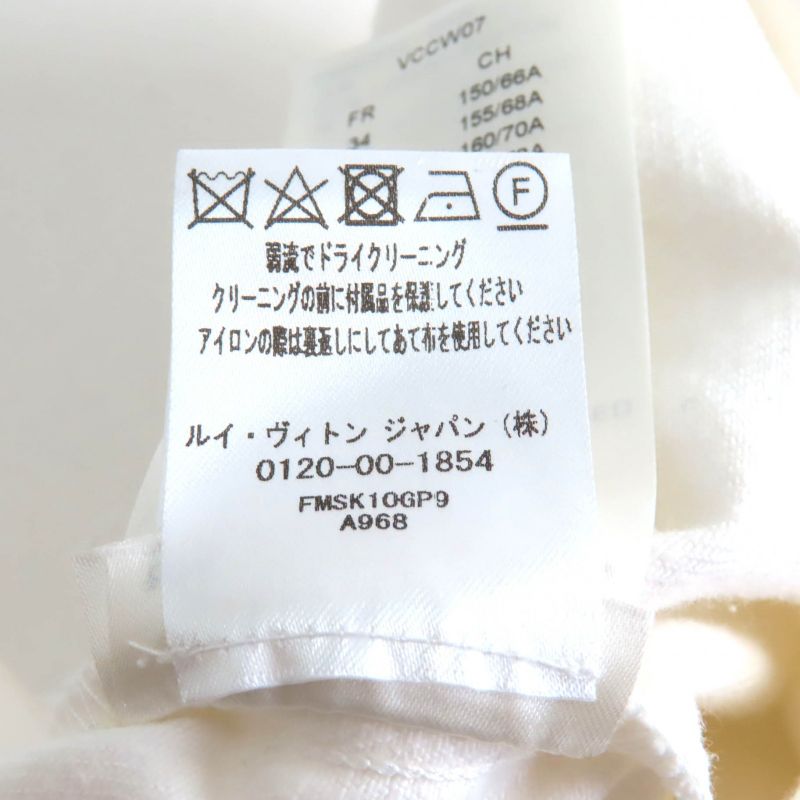 VCCW07
CH
FR 150/66A
34 155/68A
160/70A
F
弱流でドライクリーニング
クリーニングの前に付属品を保護してください
アイロンの際は裏返しにしてあて布を使用してください
ルイ・ヴィトン ジャパン（株）
0120-00-1854
FMSK10GP9
A968